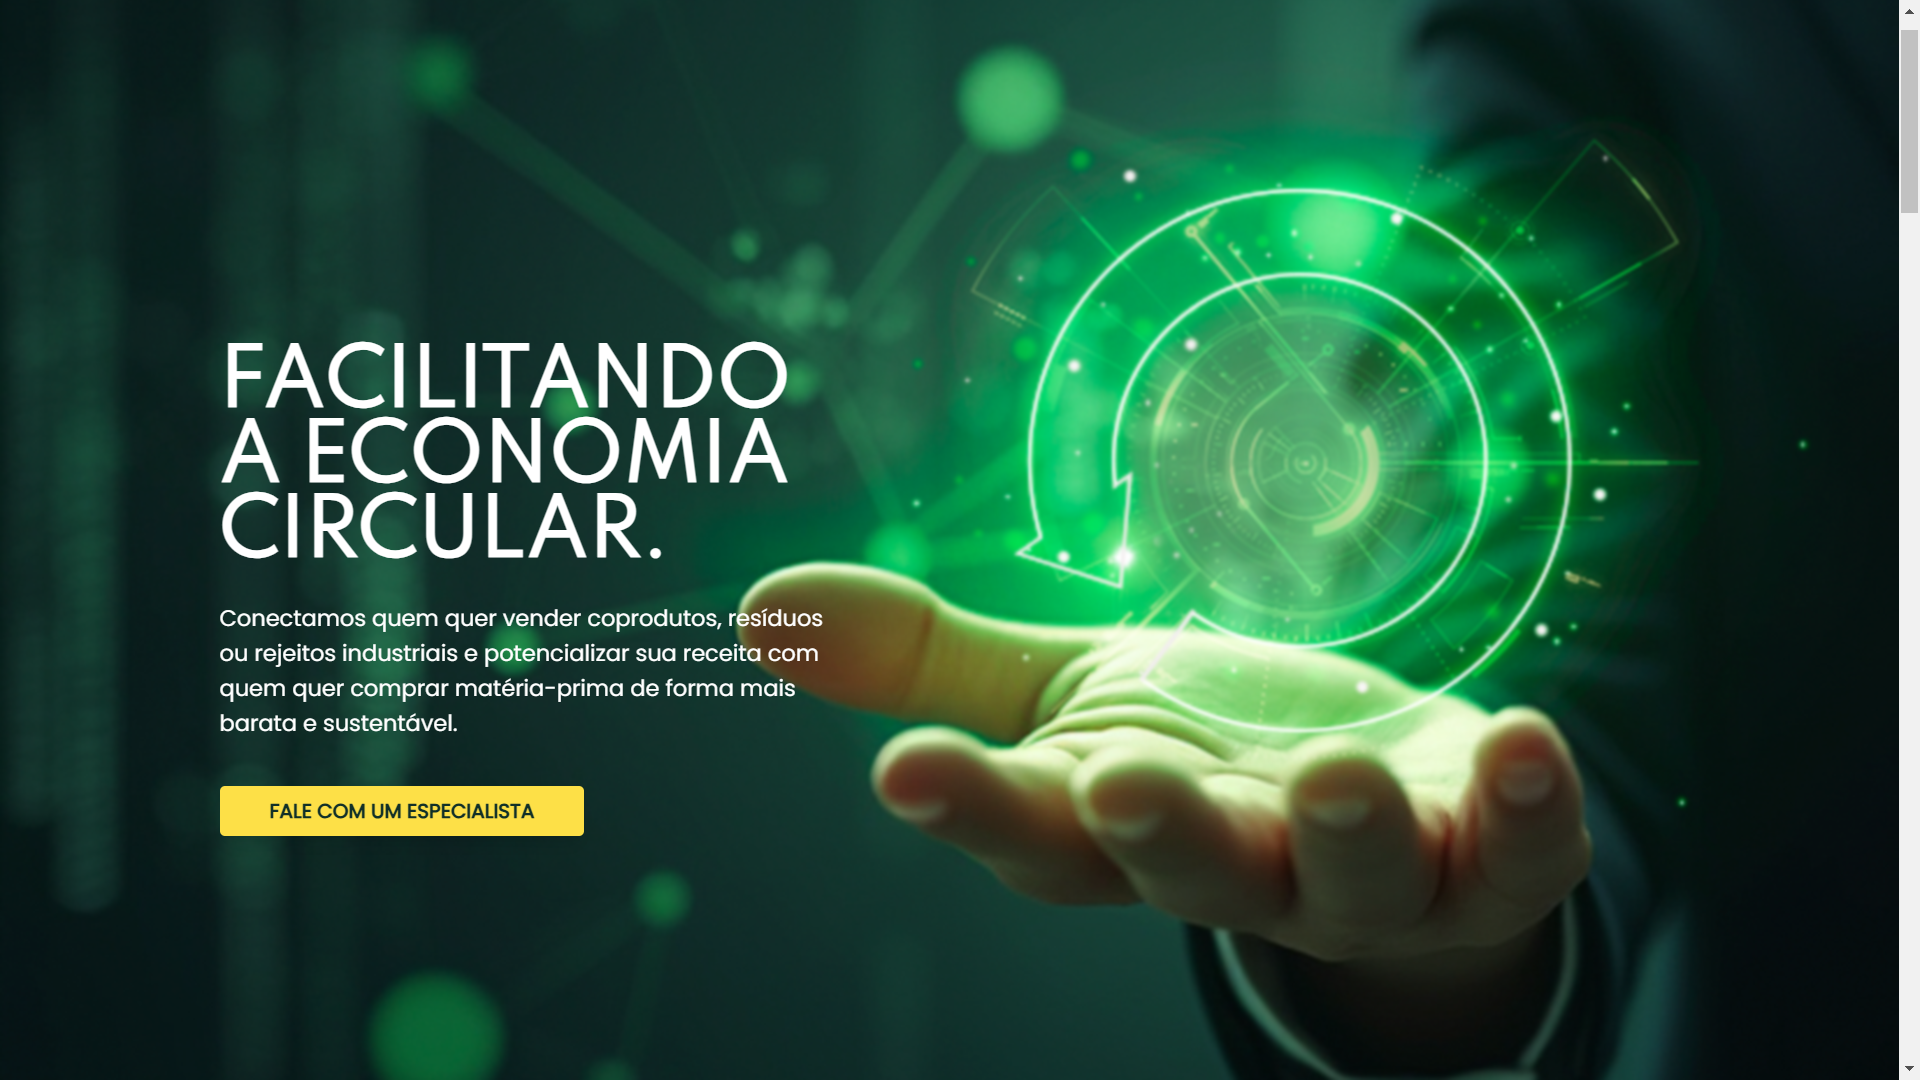 FACILITANDO
A ECONOMIA
CIRCULAR.
Conectamos quem quer vender coprodutos, resíduos
ou rejeitos industriais e potencializar sua receita com
quem quer comprar matéria-prima de forma mais
barata e sustentável.
FALE COM UM ESPECIALISTA